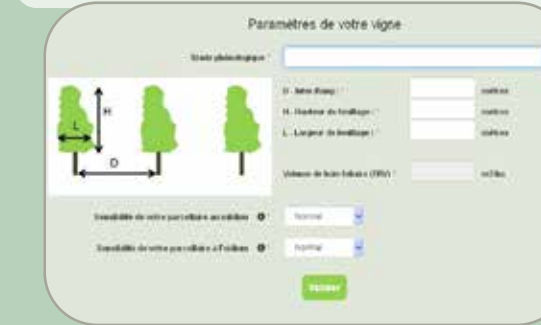 Paramètres de votre vigne
Stade phénologique *
D - Inter-Rang : * mètres
H - Hauteur de feuillage : * mètres
L - Largeur de feuillage : * mètres
H
L
D
Volume de haie foliaire (TRV) * m3/ha
Sensibilité de votre parcellaire au mildiou * Normal
Sensibilité de votre parcellaire à l'oïdium * Normal
Valider